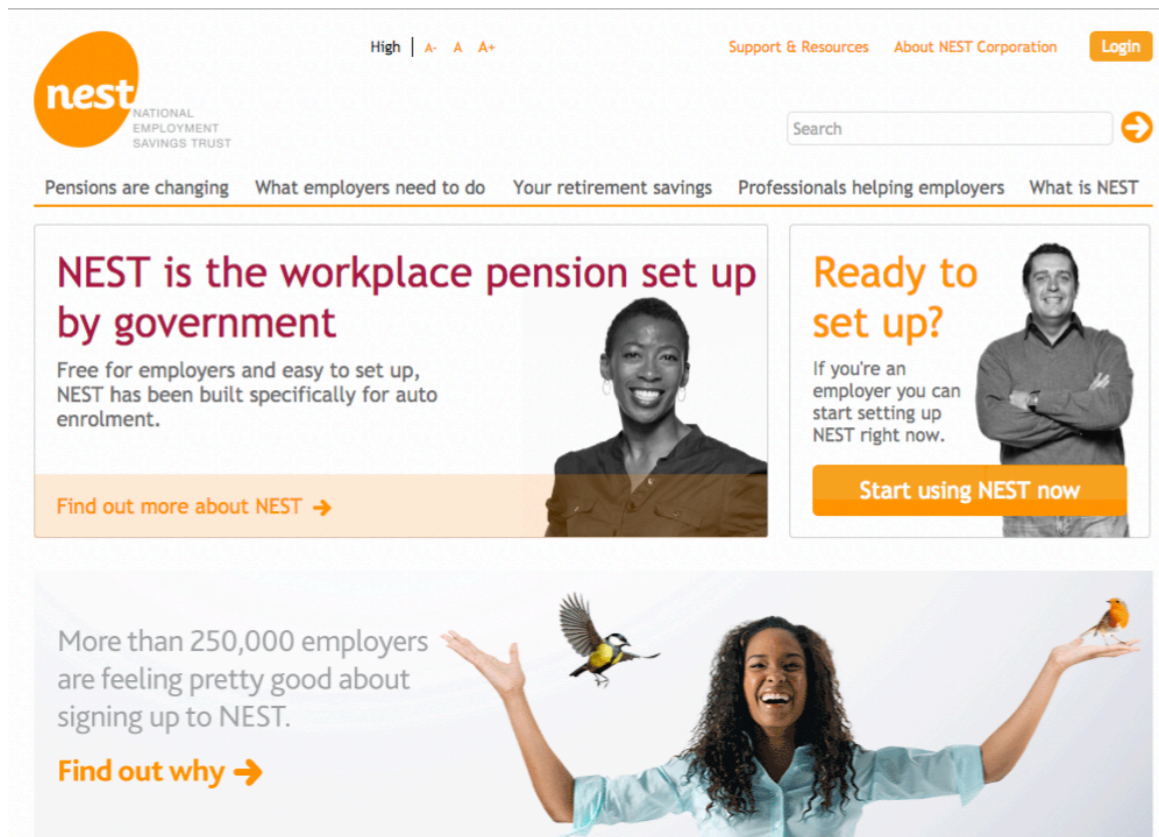 High A- A A+
Support & Resources About NEST Corporation Login
nest
NATIONAL
EMPLOYMENT
SAVINGS TRUST
Search
Pensions are changing What employers need to do Your retirement savings Professionals helping employers What is NEST
NEST is the workplace pension set up
by government
Free for employers and easy to set up,
NEST has been built specifically for auto
enrolment.
Find out more about NEST
Ready to
set up?
If you're an
employer you can
start setting up
NEST right now.
Start using NEST now
More than 250,000 employers
are feeling pretty good about
signing up to NEST.
Find out why